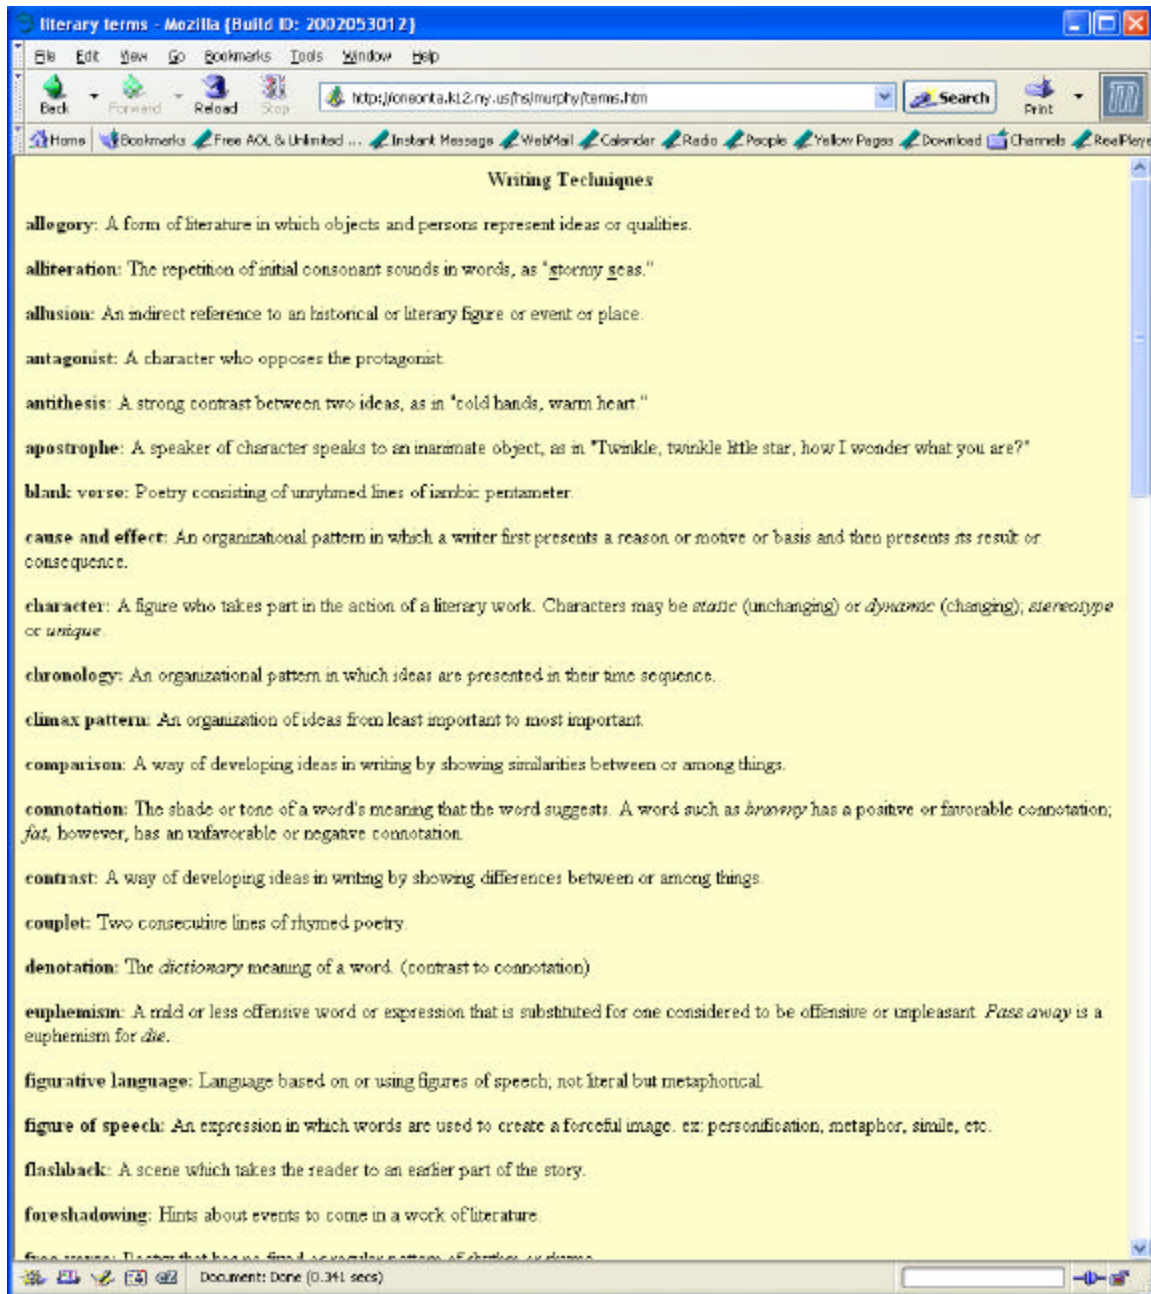 literary terms - Mozilla {Build ID: 2002053012}
File Edit View Go Bookmarks Tools Window Help
Back Forward Reload Stop http://oneonta.k12.ny.us/hs/murphy/terms.htm Search Print
Home Bookmarks Free AOL & Unlimited ... Instant Message WebMail Calendar Radio People Yellow Pages Download Channels RealPlaye
Writing Techniques
allegory: A form of literature in which objects and persons represent ideas or qualities.
alliteration: The repetition of initial consonant sounds in words, as "stormy seas."
allusion: An indirect reference to an historical or literary figure or event or place.
antagonist: A character who opposes the protagonist.
antithesis: A strong contrast between two ideas, as in "cold hands, warm heart."
apostrophe: A speaker of character speaks to an inanimate object, as in "Twinkle, twinkle little star, how I wonder what you are?"
blank verse: Poetry consisting of unryhmed lines of iambic pentameter.
cause and effect: An organizational pattern in which a writer first presents a reason or motive or basis and then presents its result or
consequence.
character: A figure who takes part in the action of a literary work. Characters may be static (unchanging) or dynamic (changing); stereotype
or unique.
chronology: An organizational pattern in which ideas are presented in their time sequence.
climax pattern: An organization of ideas from least important to most important.
comparison: A way of developing ideas in writing by showing similarities between or among things.
connotation: The shade or tone of a word's meaning that the word suggests. A word such as brawny has a positive or favorable connotation;
fat, however, has an unfavorable or negative connotation.
contrast: A way of developing ideas in writing by showing differences between or among things.
couplet: Two consecutive lines of rhymed poetry.
denotation: The dictionary meaning of a word. (contrast to connotation)
euphemism: A mild or less offensive word or expression that is substituted for one considered to be offensive or unpleasant. Pass away is a
euphemism for die.
figurative language: Language based on or using figures of speech; not literal but metaphorical.
figure of speech: An expression in which words are used to create a forceful image. ex: personification, metaphor, simile, etc.
flashback: A scene which takes the reader to an earlier part of the story.
foreshadowing: Hints about events to come in a work of literature.
free verse: Poetry that has no fixed or regular pattern of rhythm or rhyme.
Document: Done (0.341 secs)